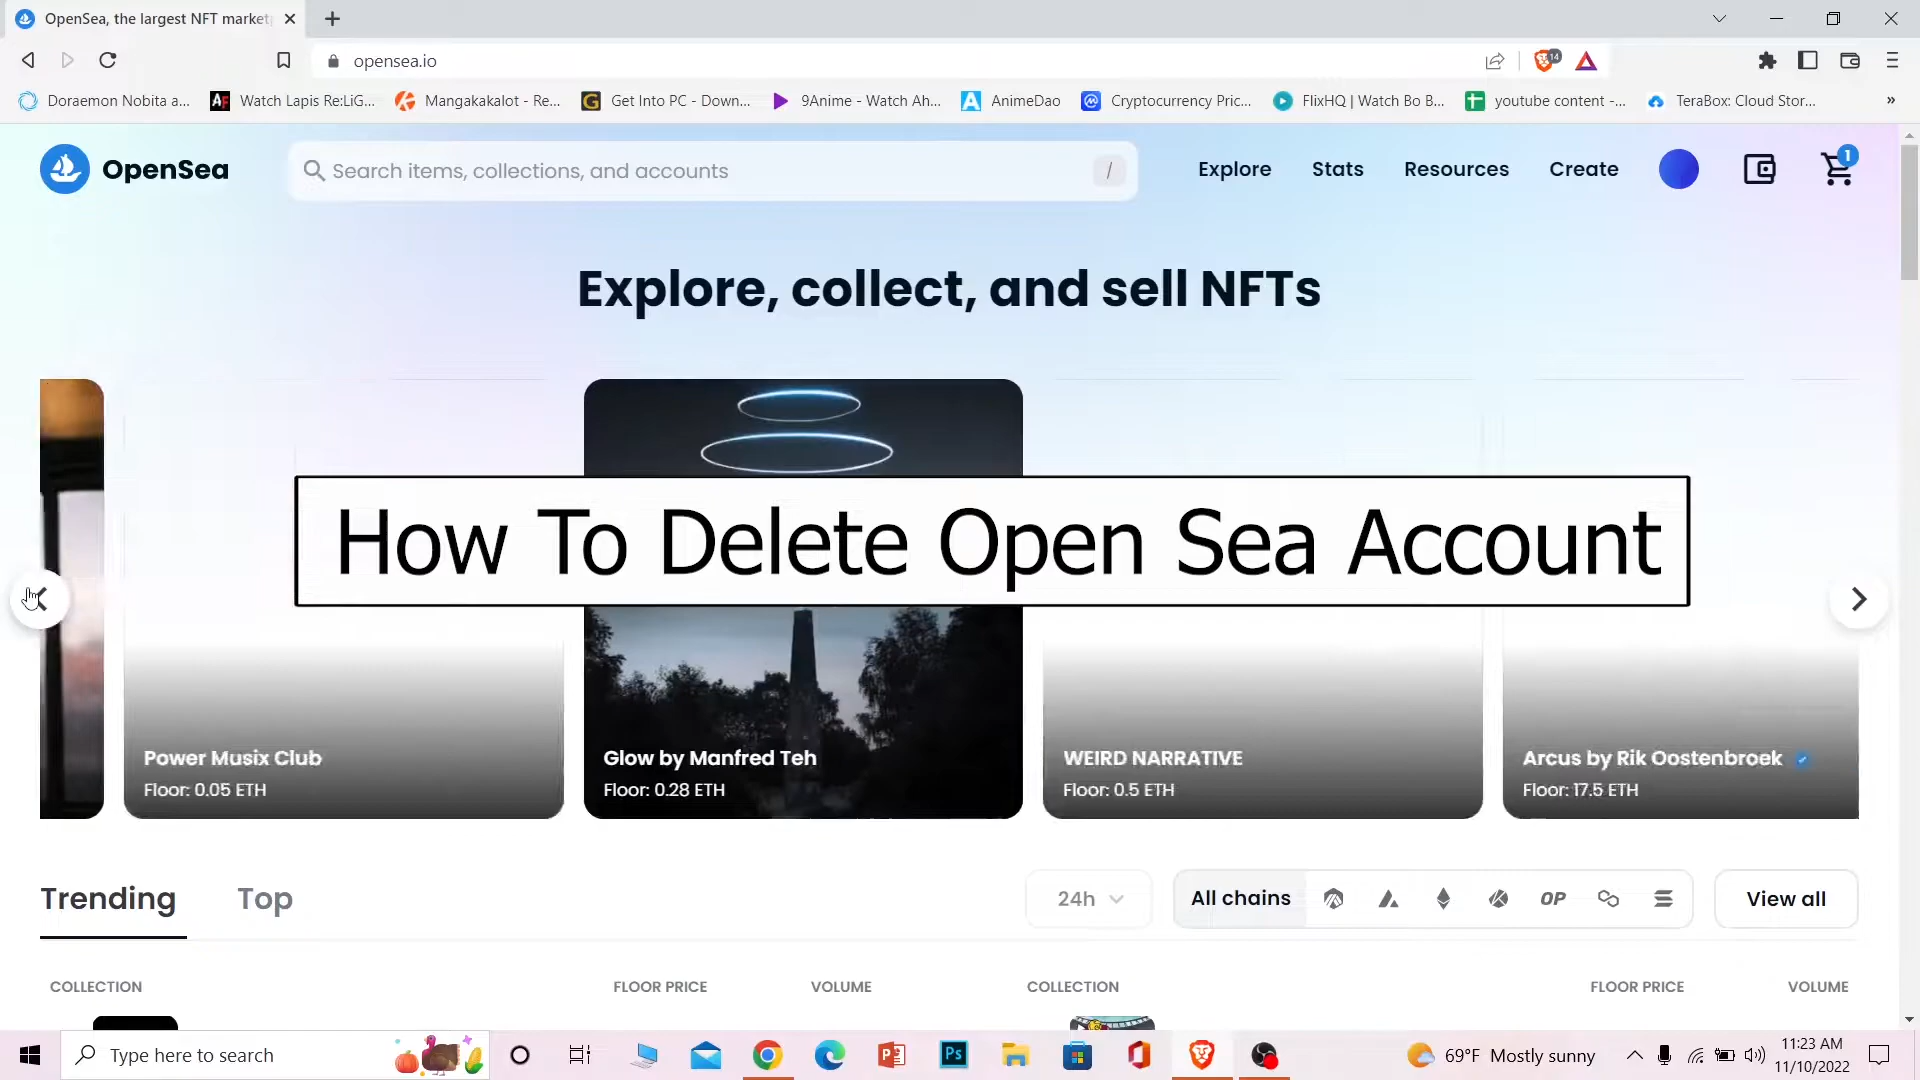 OpenSea, the largest NFT market
opensea.io
14
Doraemon Nobita a...
Watch Lapis Re:LiG...
Mangakakalot - Re...
Get Into PC - Down...
9Anime - Watch Ah...
AnimeDao
Cryptocurrency Pric...
FlixHQ | Watch Bo B...
youtube content -...
TeraBox: Cloud Stor...
»
OpenSea
Search items, collections, and accounts
/
Explore
Stats
Resources
Create
1
Explore, collect, and sell NFTs
How To Delete Open Sea Account
Power Musix Club
Floor: 0.05 ETH
Glow by Manfred Teh
Floor: 0.28 ETH
WEIRD NARRATIVE
Floor: 0.5 ETH
Arcus by Rik Oostenbroek
Floor: 17.5 ETH
Trending
Top
24h
All chains
OP
View all
COLLECTION
FLOOR PRICE
VOLUME
COLLECTION
FLOOR PRICE
VOLUME
Type here to search
Ps
69°F Mostly sunny
11:23 AM
11/10/2022